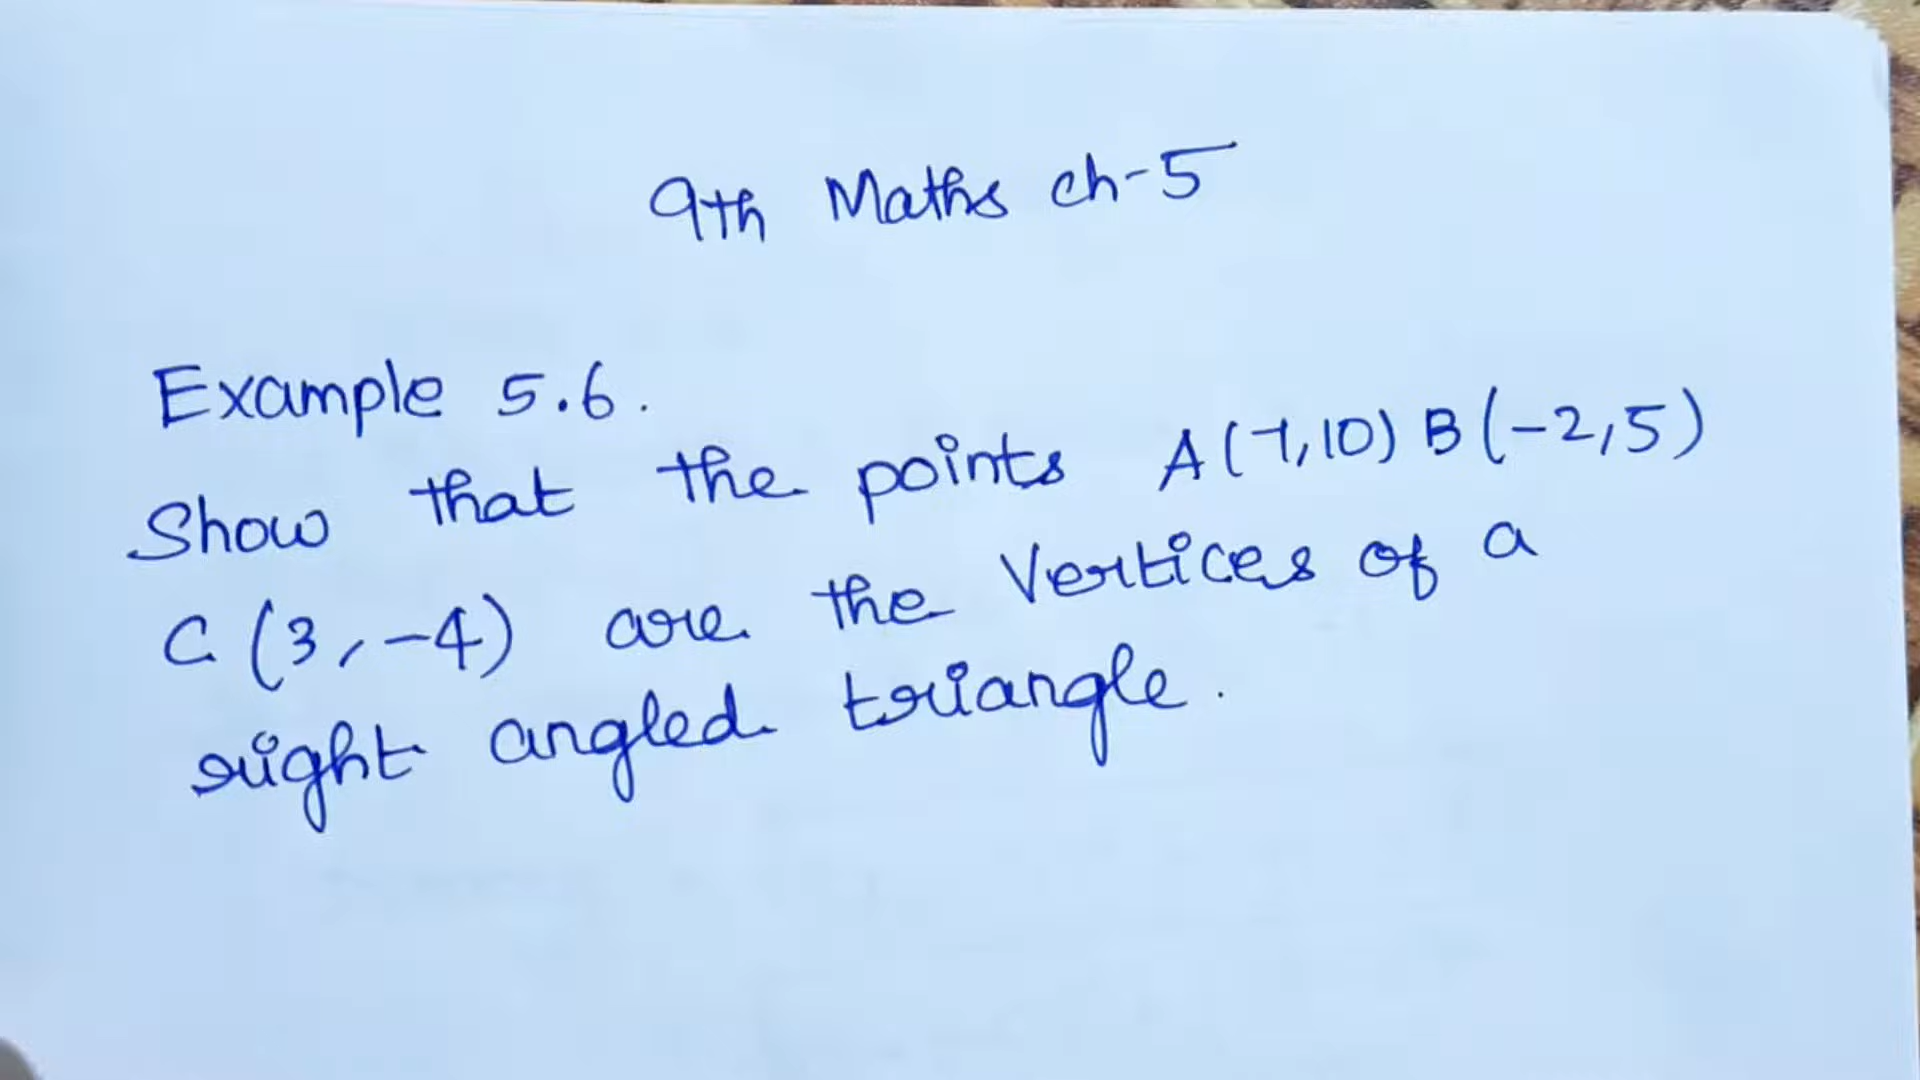 9th Maths ch-5
Example 5.6.
Show that the points A(7,10) B(-2,5)
C(3,-4) are the Vertices of a
right angled triangle.